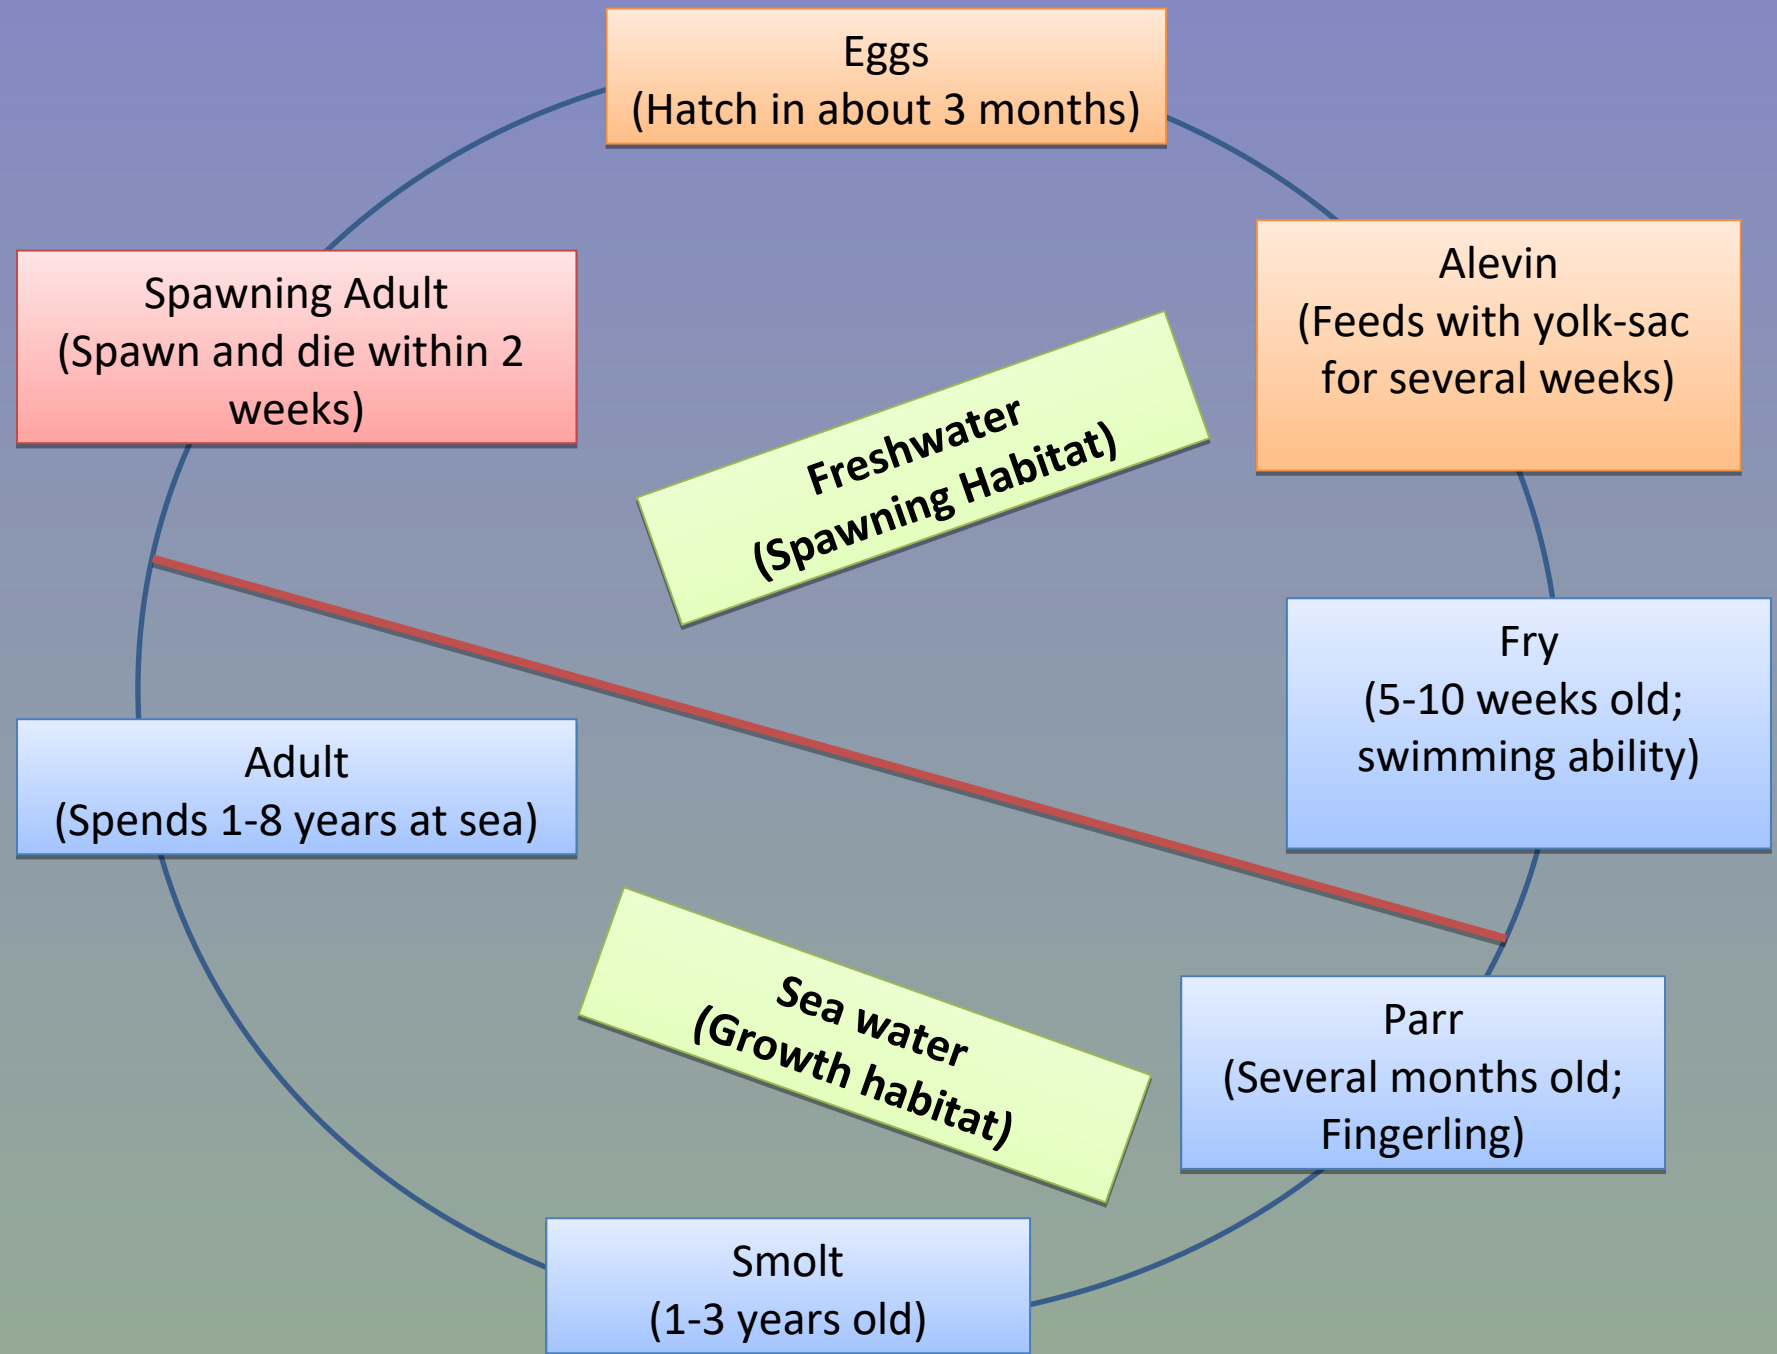 Eggs
(Hatch in about 3 months)
Spawning Adult
(Spawn and die within 2
weeks)
Alevin
(Feeds with yolk-sac
for several weeks)
Freshwater
(Spawning Habitat)
Fry
(5-10 weeks old;
swimming ability)
Adult
(Spends 1-8 years at sea)
Sea water
(Growth habitat)
Parr
(Several months old;
Fingerling)
Smolt
(1-3 years old)